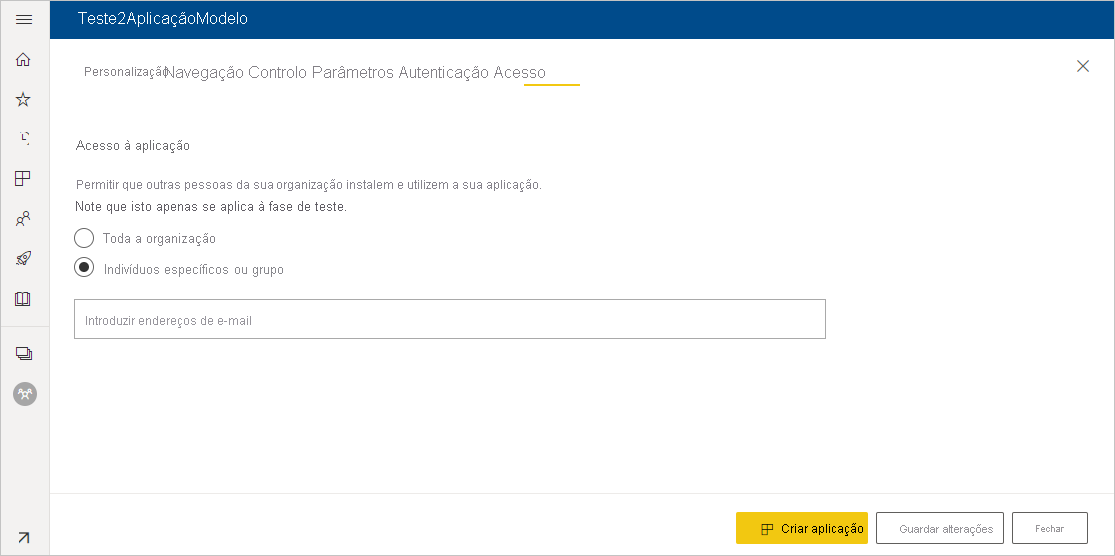 Teste2AplicaçãoModelo
Personalização Navegação Controlo Parâmetros Autenticação Acesso
Acesso à aplicação
Permitir que outras pessoas da sua organização instalem e utilizem a sua aplicação.
Note que isto apenas se aplica à fase de teste.
Toda a organização
Indivíduos específicos ou grupo
Introduzir endereços de e-mail
Criar aplicação
Guardar alterações
Fechar